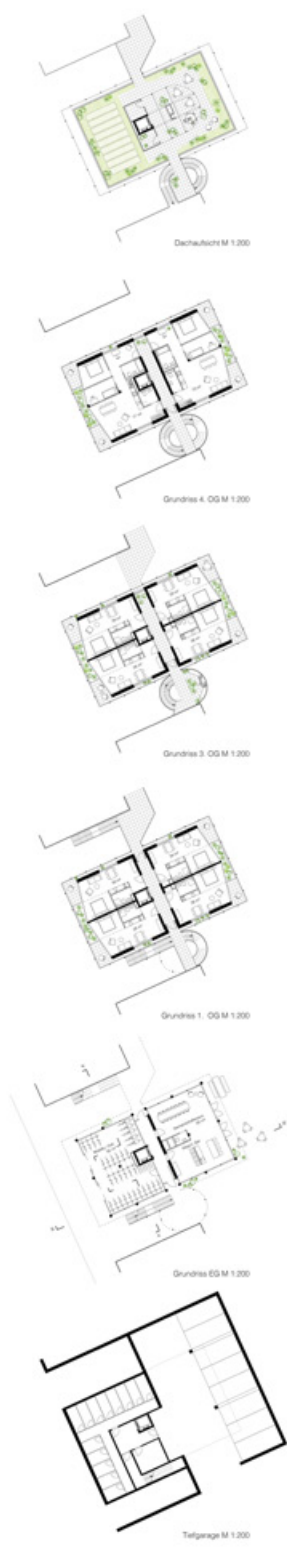 Dachaufsicht M 1:200
Grundriss 4. OG M 1:200
Grundriss 3. OG M 1:200
Grundriss 1. OG M 1:200
Grundriss EG M 1:200
Tiefgarage M 1:200